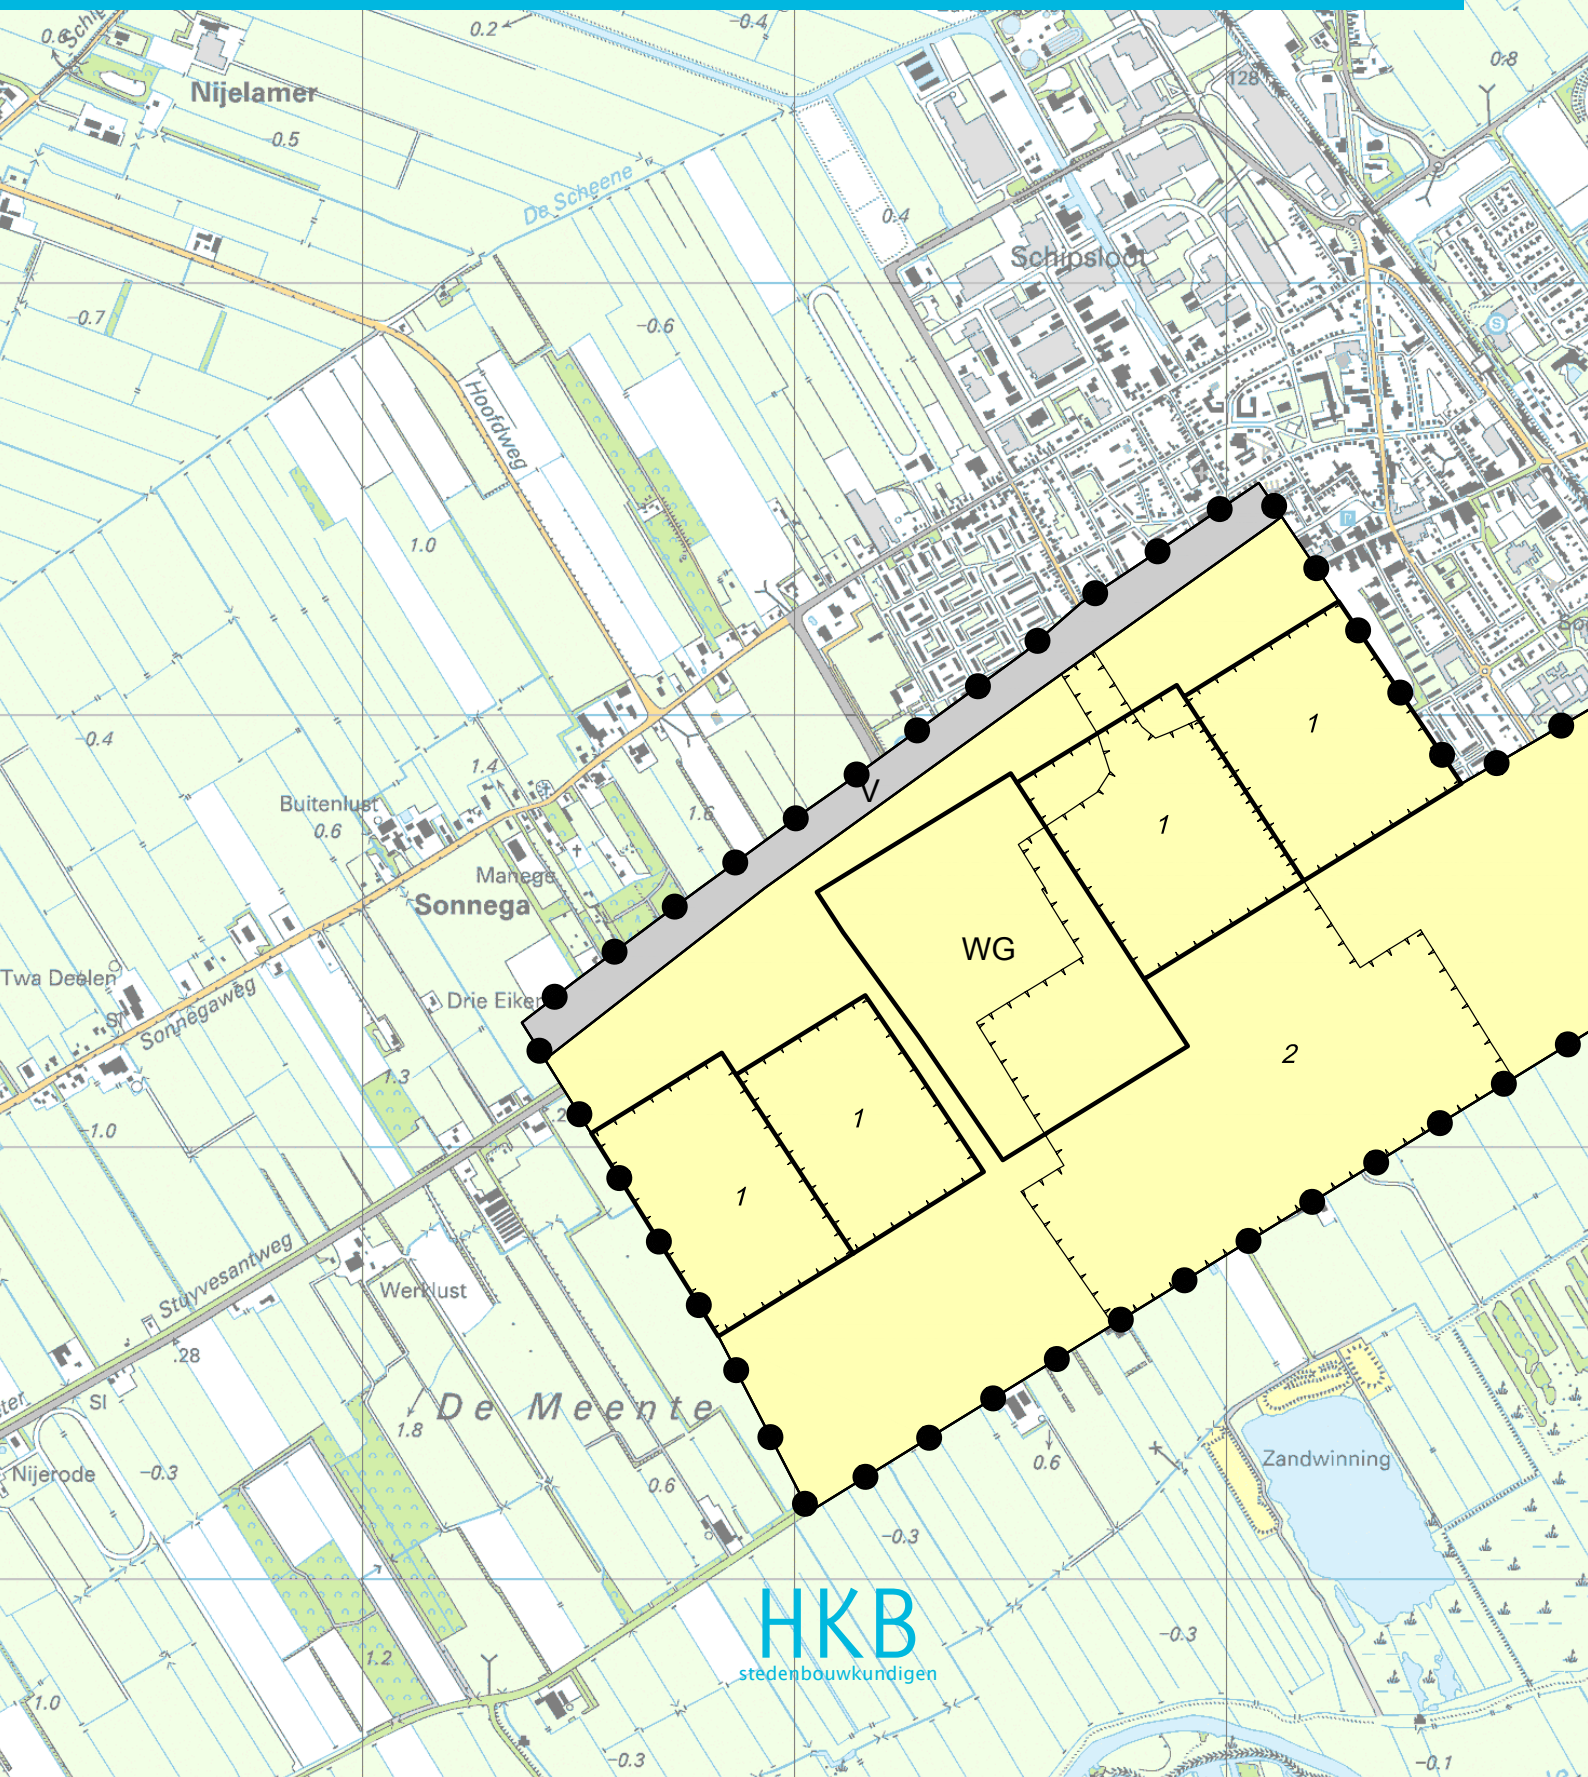 0.2
-0.4
0.8
128
Nijelamer
-0.5
De Scheene
0.4
Schipsloot
-0.7
-0.6
S
Hoofdweg
1.0
P
-0.4
1.4
V
1
Buitenlust
0.6
1.6
1
Manege
Sonnega
WG
Twa Deelen
Sl
Sonnegaweg
Drie Eiken
2
1.3
-1.0
1
1
Stuyvesantweg
Werklust
.28
Sl
De Meente
1.8
Nijerode
-0.3
0.6
0.6
Zandwinning
-0.3
HKB
stedenbouwkundigen
-0.3
1.2
1.0
-0.3
-0.1